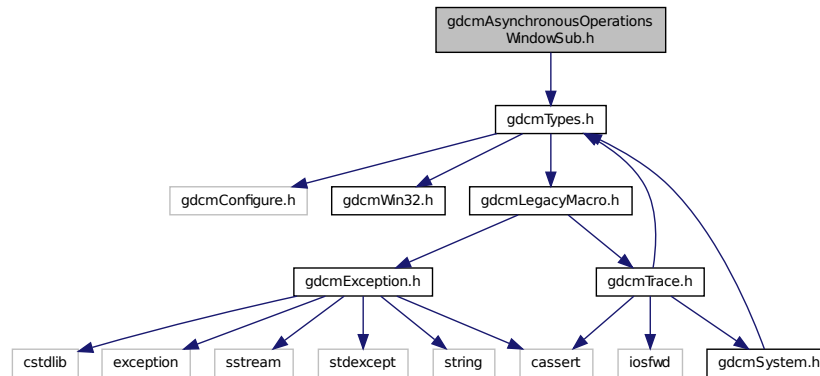 gdcmAsynchronousOperations
WindowSub.h
gdcmTypes.h
gdcmConfigure.h
gdcmWin32.h
gdcmLegacyMacro.h
gdcmException.h
gdcmTrace.h
cstdlib
exception
sstream
stdexcept
string
cassert
iosfwd
gdcmSystem.h